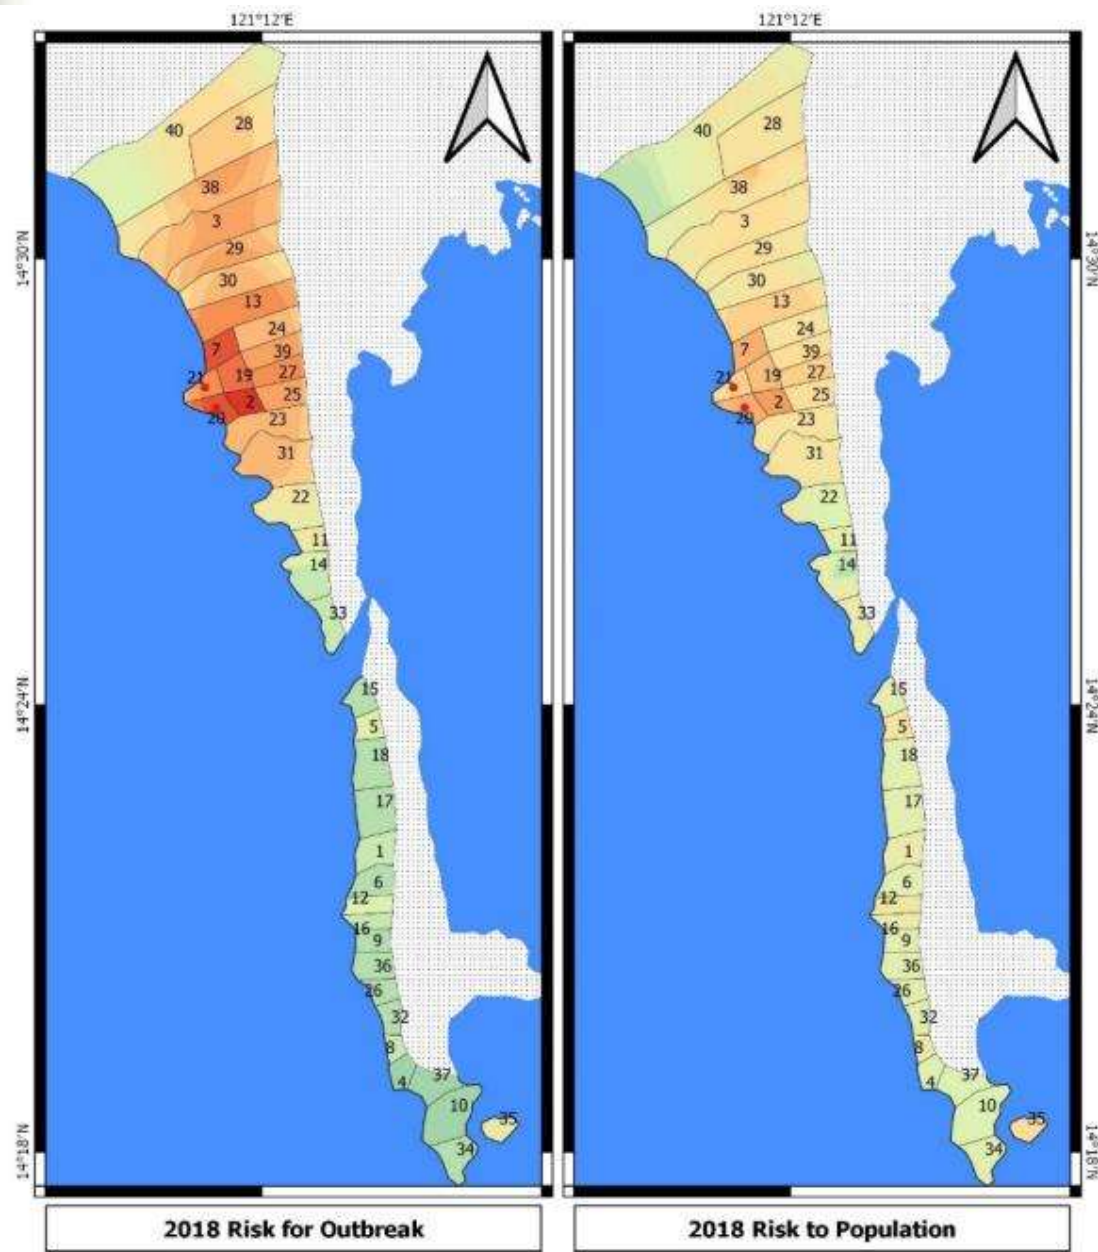 121°12'E 121°12'E
40 28 40 28
38 38
3 3
14°30'N 29 29 14°30'N
30 30
13 13
24 24
7 39 7 39
21 19 27 21 19 27
2 25 2 25
20 23 20 23
31 31
22 22
11 11
14 14
33 33
14°24'N 15 15 14°24'N
5 5
18 18
17 17
1 1
6 6
12 12
16 16
9 9
36 36
26 26
32 32
8 8
4 37 4 37
10 10
35 35
14°18'N 34 34 14°18'N
2018 Risk for Outbreak 2018 Risk to Population